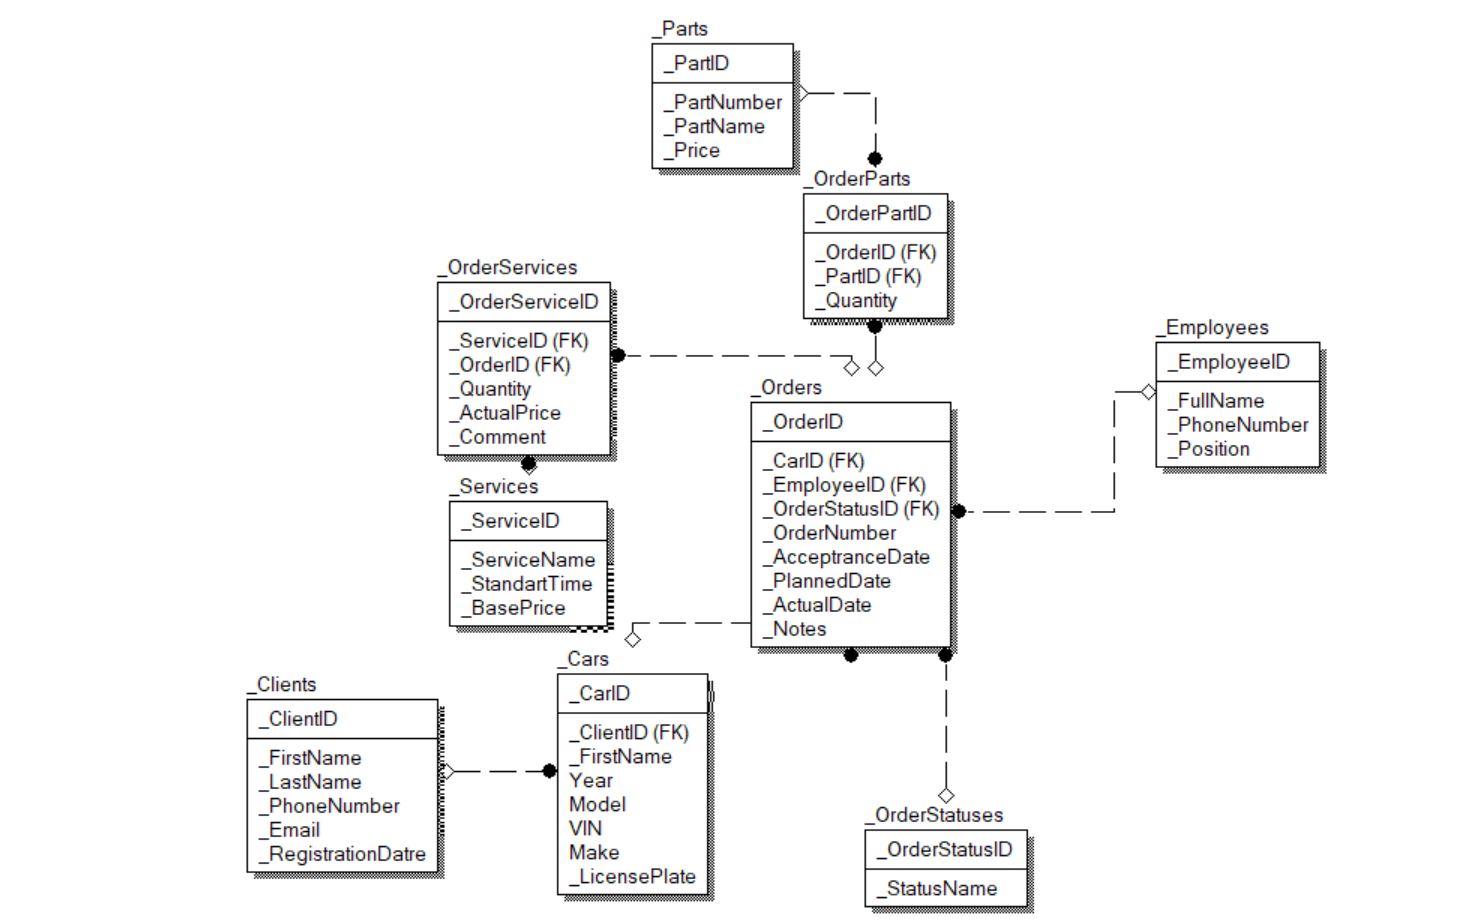 _Parts
_PartID
_PartNumber
_PartName
_Price
_OrderParts
_OrderPartID
_OrderID (FK)
_PartID (FK)
_Quantity
_OrderServices
_OrderServiceID
_ServiceID (FK)
_OrderID (FK)
_Quantity
_ActualPrice
_Comment
_Employees
_EmployeeID
_FullName
_PhoneNumber
_Position
_Orders
_OrderID
_CarID (FK)
_EmployeeID (FK)
_OrderStatusID (FK)
_OrderNumber
_AcceptranceDate
_PlannedDate
_ActualDate
_Notes
_Services
_ServiceID
_ServiceName
_StandartTime
_BasePrice
_Cars
_CarID
_ClientID (FK)
_FirstName
Year
Model
VIN
Make
_LicensePlate
_Clients
_ClientID
_FirstName
_LastName
_PhoneNumber
_Email
_RegistrationDatre
_OrderStatuses
_OrderStatusID
_StatusName